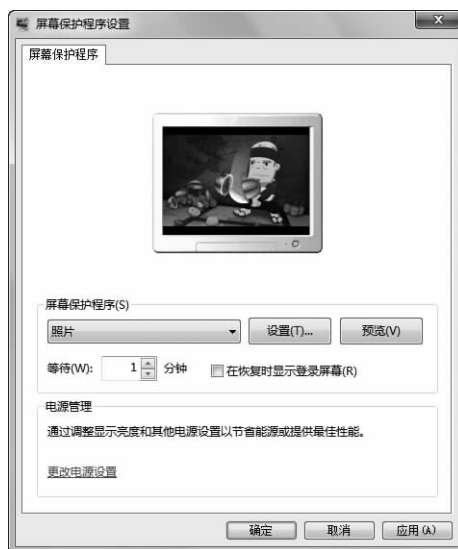 屏幕保护程序设置
屏幕保护程序
屏幕保护程序(S)
照片 设置(T)... 预览(V)
等待(W): 1 分钟 在恢复时显示登录屏幕(R)
电源管理
通过调整显示亮度和其他电源设置以节省能源或提供最佳性能。
更改电源设置
确定 取消 应用(A)